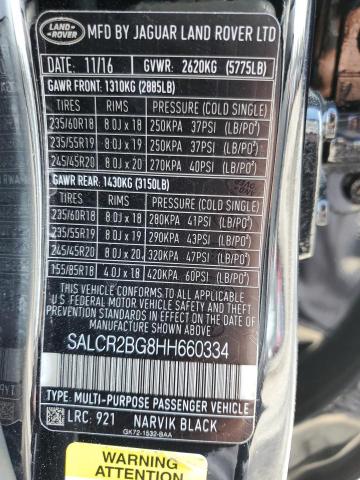 LAND ROVER MFD BY JAGUAR LAND ROVER LTD
DATE: 11/16 GVWR: 2620KG (5775LB)
GAWR FRONT: 1310KG (2885LB)
TIRES RIMS PRESSURE (COLD SINGLE)
235/60R18 8.0J x 18 250KPA 37PSI (LB/PO²)
235/55R19 8.0J x 19 250KPA 37PSI (LB/PO²)
245/45R20 8.0J x 20 270KPA 40PSI (LB/PO²)
GAWR REAR: 1430KG (3150LB)
TIRES RIMS PRESSURE (COLD SINGLE)
235/60R18 8.0J x 18 280KPA 41PSI (LB/PO²)
235/55R19 8.0J x 19 290KPA 43PSI (LB/PO²)
245/45R20 8.0J x 20 320KPA 47PSI (LB/PO²)
155/85R18 4.0J x 18 420KPA 60PSI (LB/PO²)
THIS VEHICLE CONFORMS TO ALL APPLICABLE
U.S. FEDERAL MOTOR VEHICLE SAFETY
AND THEFT PREVENTION STANDARDS IN EFFECT
ON THE DATE OF MANUFACTURE SHOWN ABOVE
SALCR2BG8HH660334
TYPE: MULTI-PURPOSE PASSENGER VEHICLE
LRC: 921 NARVIK BLACK
GK72-1532-BAA
WARNING
ATTENTION